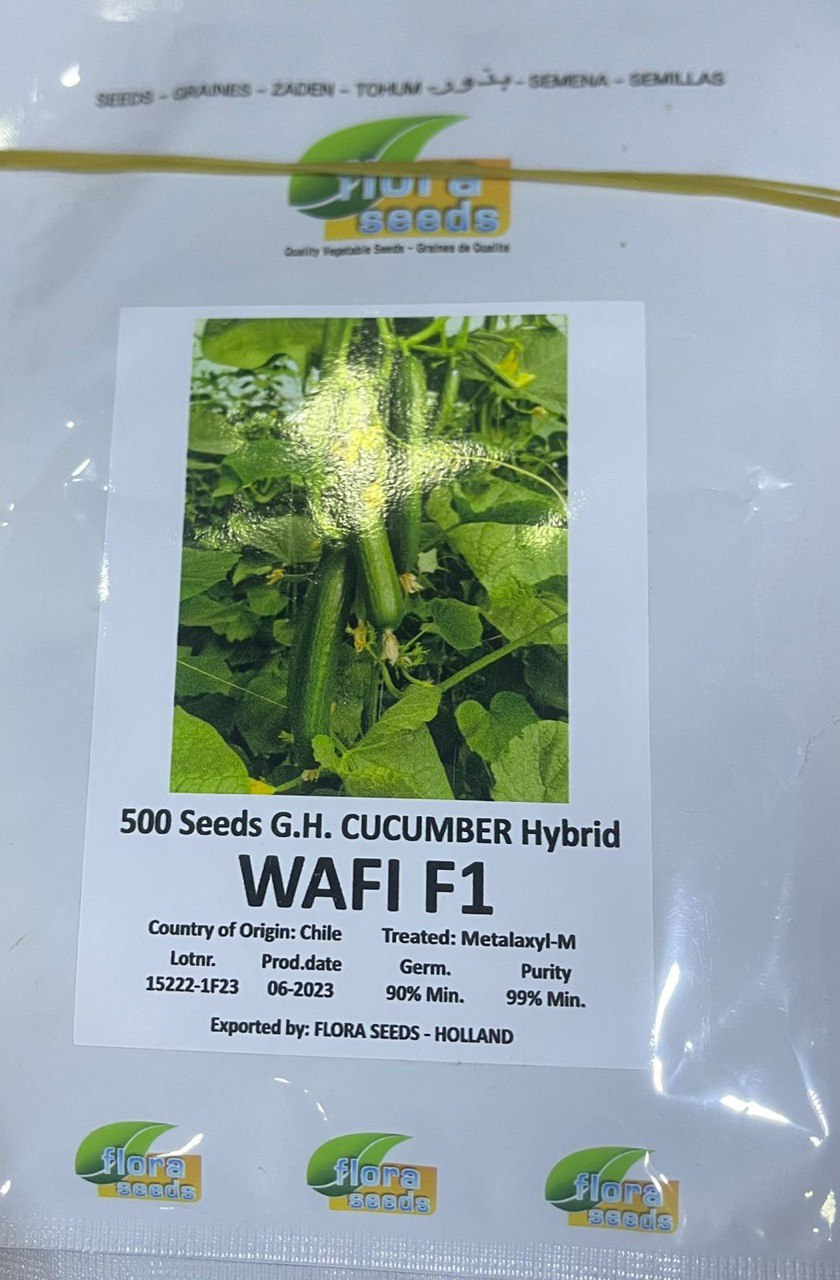 SEEDS - GRAINES - ZADEN - TOHUM - بذور - SEMENA - SEMILLAS
flora
seeds
Quality Vegetable Seeds - Graines de Qualite
500 Seeds G.H. CUCUMBER Hybrid
WAFI F1
Country of Origin: Chile Treated: Metalaxyl-M
Lotnr. Prod.date Germ. Purity
15222-1F23 06-2023 90% Min. 99% Min.
Exported by: FLORA SEEDS - HOLLAND
flora seeds
flora seeds
flora seeds